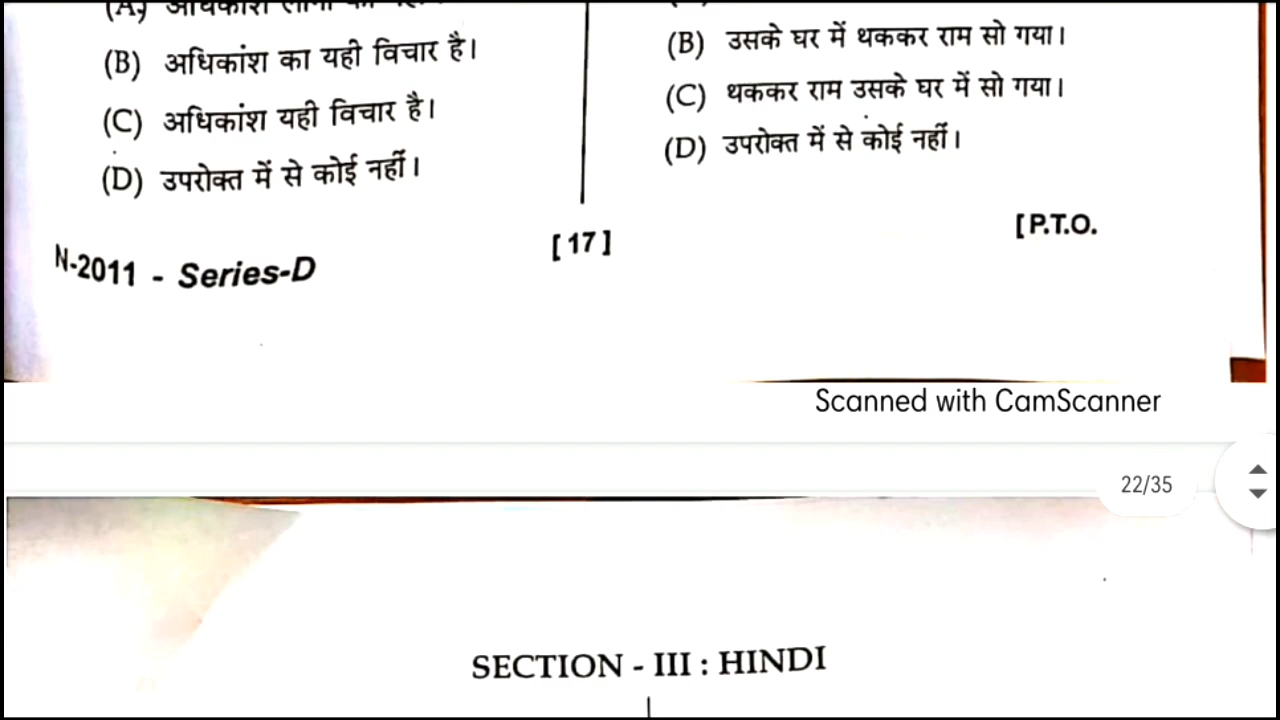 (A)
(B) अधिकांश का यही विचार है।
(C) अधिकांश यही विचार है।
(D) उपरोक्त में से कोई नहीं।
(B) उसके घर में थककर राम सो गया।
(C) थककर राम उसके घर में सो गया।
(D) उपरोक्त में से कोई नहीं।
N-2011 - Series-D
[ 17 ]
[ P.T.O.
Scanned with CamScanner
22/35
SECTION - III : HINDI